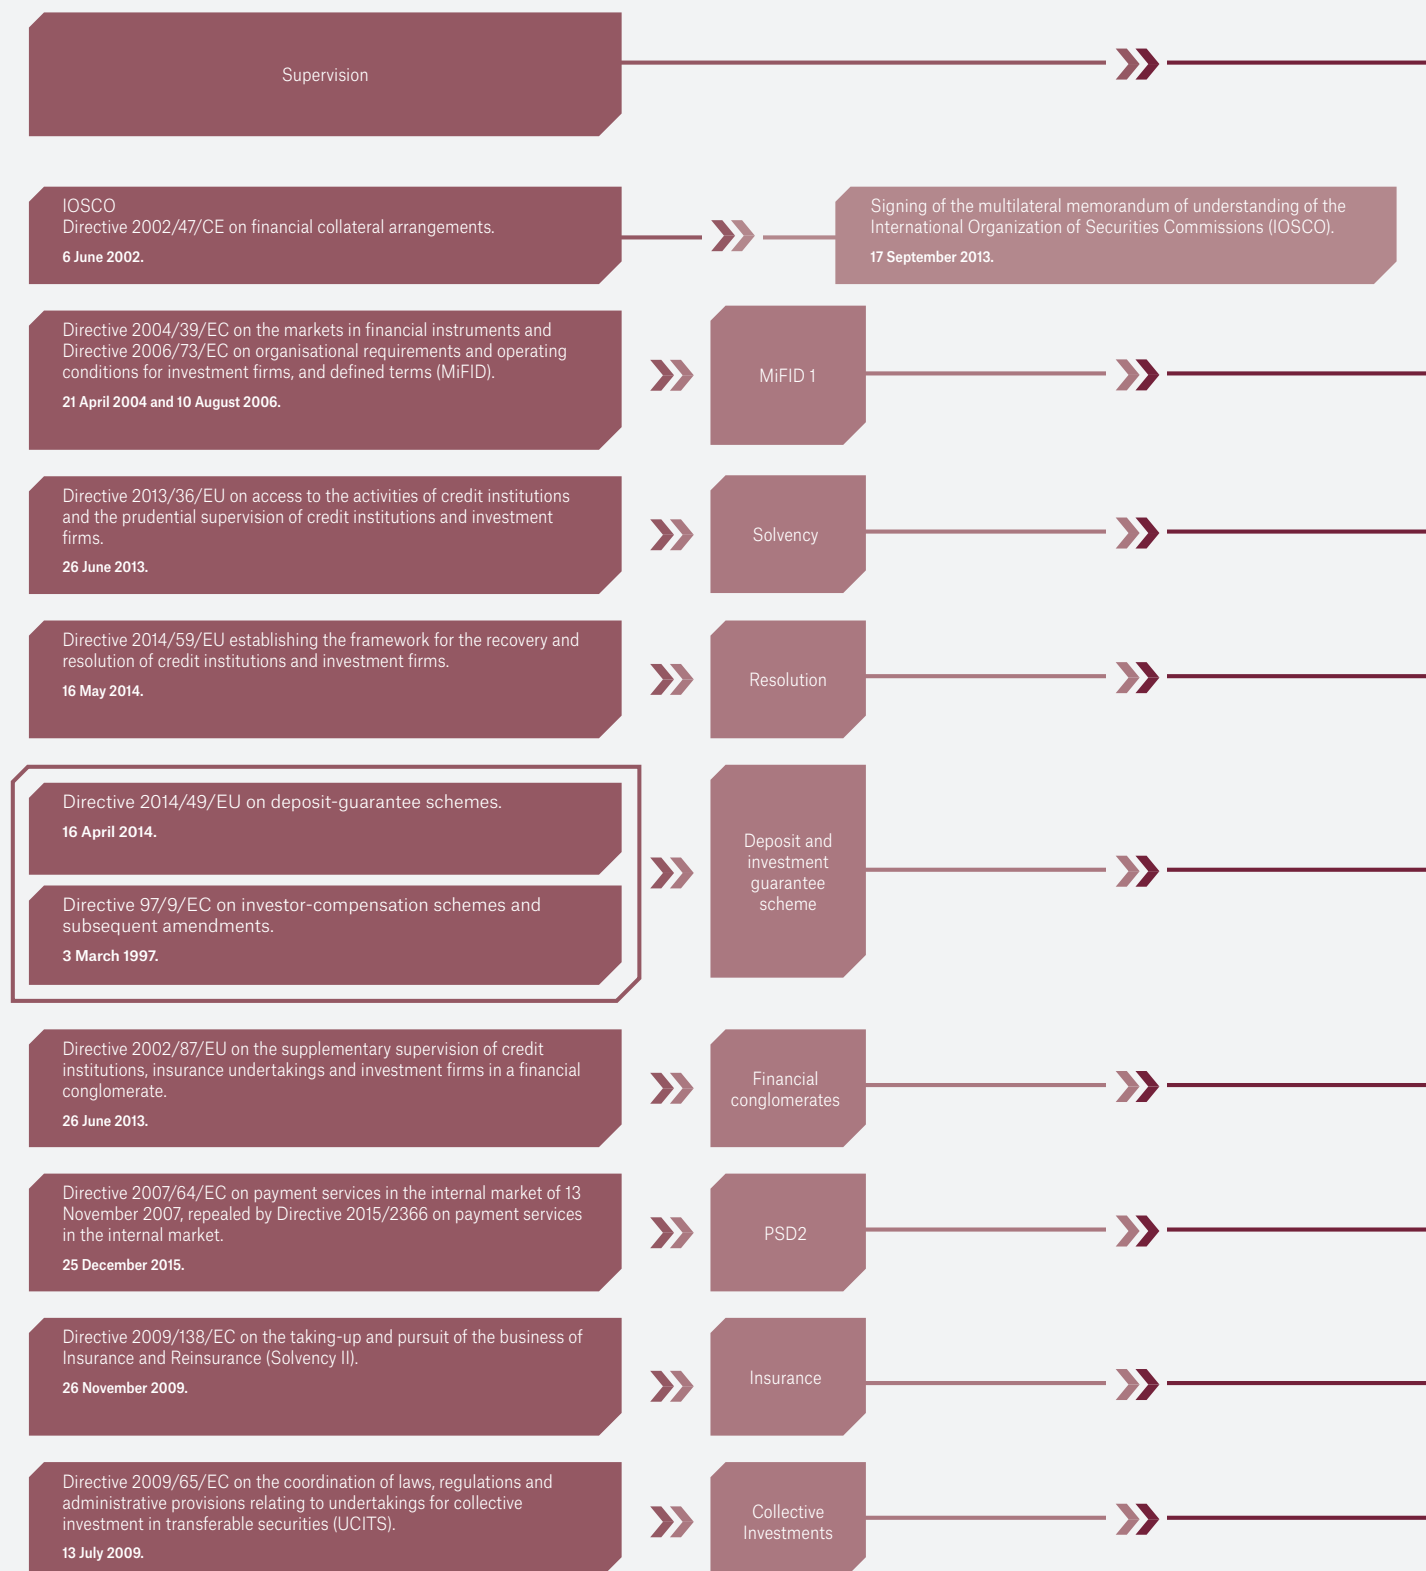 Supervision
IOSCO
Directive 2002/47/CE on financial collateral arrangements.
6 June 2002.
Signing of the multilateral memorandum of understanding of the
International Organization of Securities Commissions (IOSCO).
17 September 2013.
Directive 2004/39/EC on the markets in financial instruments and
Directive 2006/73/EC on organisational requirements and operating
conditions for investment firms, and defined terms (MiFID).
21 April 2004 and 10 August 2006.
MiFID 1
Directive 2013/36/EU on access to the activities of credit institutions
and the prudential supervision of credit institutions and investment
firms.
26 June 2013.
Solvency
Directive 2014/59/EU establishing the framework for the recovery and
resolution of credit institutions and investment firms.
16 May 2014.
Resolution
Directive 2014/49/EU on deposit-guarantee schemes.
16 April 2014.
Directive 97/9/EC on investor-compensation schemes and
subsequent amendments.
3 March 1997.
Deposit and
investment
guarantee
scheme
Directive 2002/87/EU on the supplementary supervision of credit
institutions, insurance undertakings and investment firms in a financial
conglomerate.
26 June 2013.
Financial
conglomerates
Directive 2007/64/EC on payment services in the internal market of 13
November 2007, repealed by Directive 2015/2366 on payment services
in the internal market.
25 December 2015.
PSD2
Directive 2009/138/EC on the taking-up and pursuit of the business of
Insurance and Reinsurance (Solvency II).
26 November 2009.
Insurance
Directive 2009/65/EC on the coordination of laws, regulations and
administrative provisions relating to undertakings for collective
investment in transferable securities (UCITS).
13 July 2009.
Collective
Investments